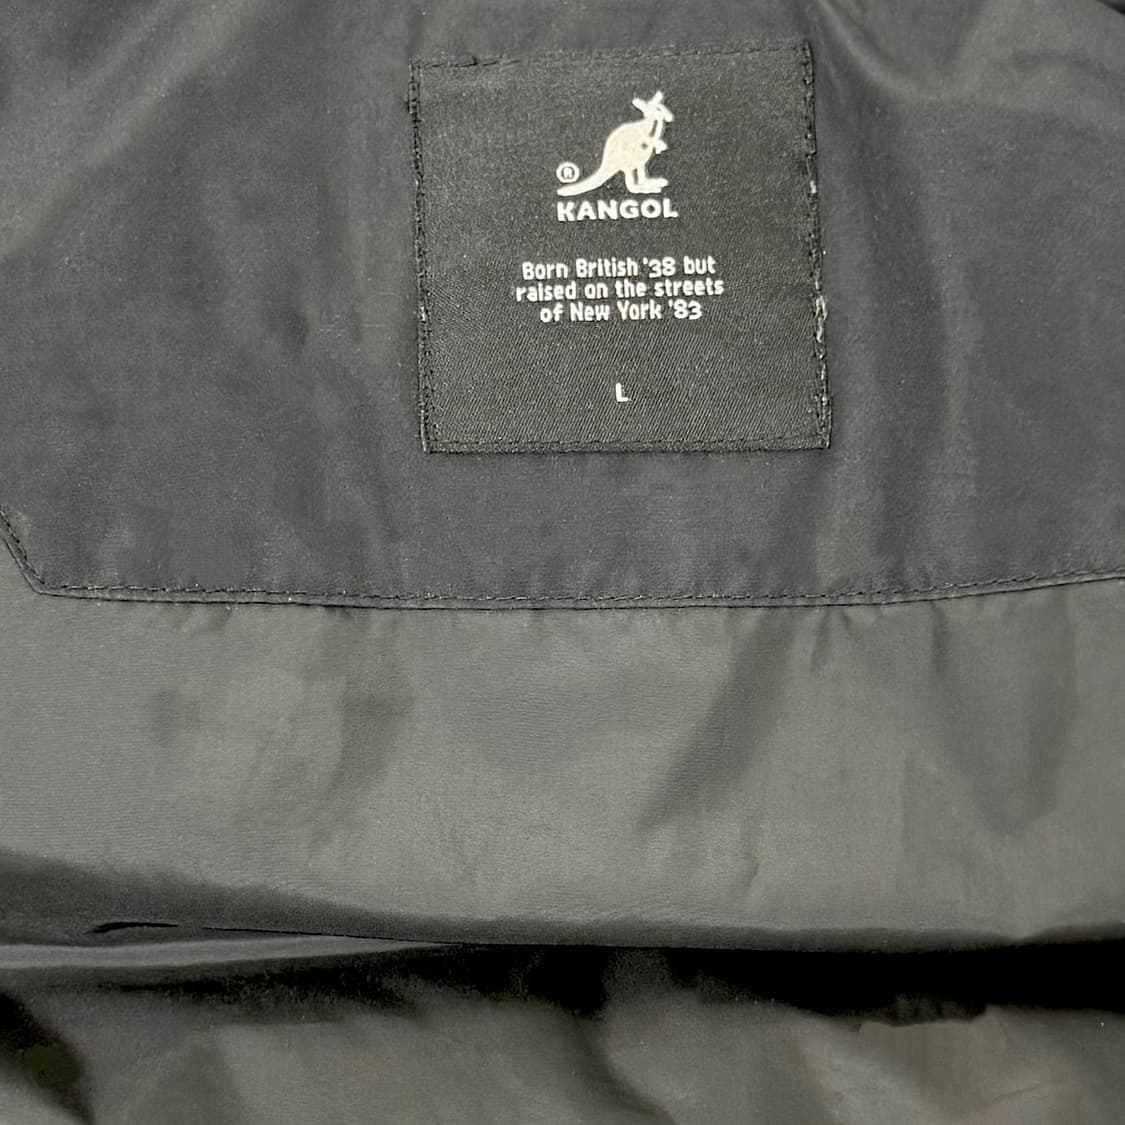 ®
KANGOL
Born British '38 but
raised on the streets
of New York '83
L